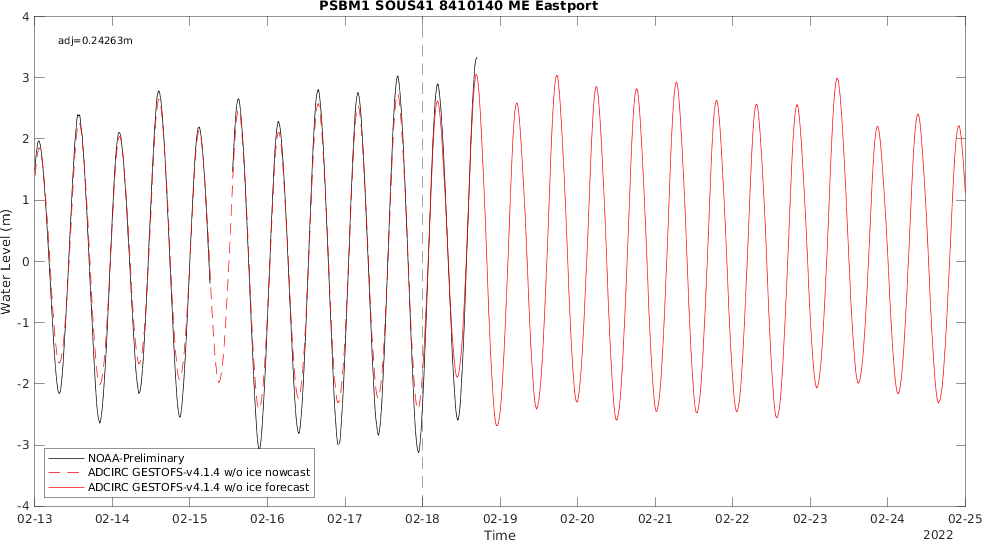 PSBM1 SOUS41 8410140 ME Eastport
4
adj=0.24263m
3
2
1
0
-1
-2
-3
-4
Water Level (m)
NOAA-Preliminary
ADCIRC GESTOFS-v4.1.4 w/o ice nowcast
ADCIRC GESTOFS-v4.1.4 w/o ice forecast
02-13 02-14 02-15 02-16 02-17 02-18 02-19 02-20 02-21 02-22 02-23 02-24 02-25
Time
2022